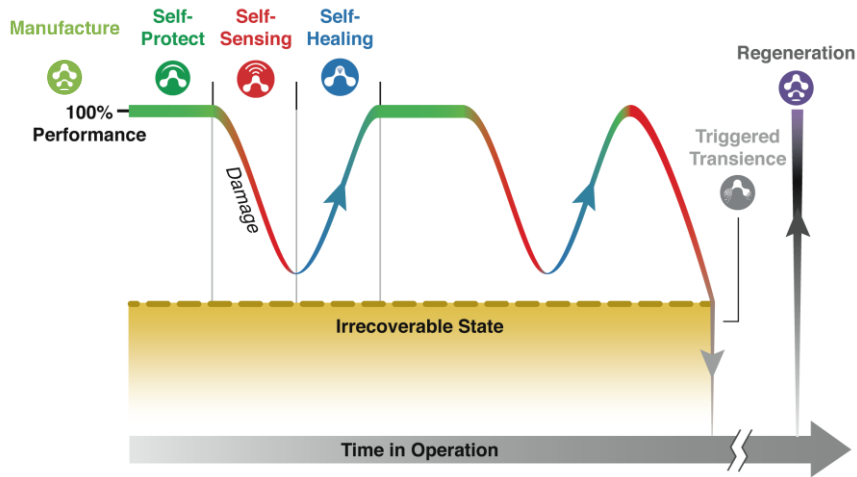 Manufacture
Self-
Protect
Self-
Sensing
Self-
Healing
Regeneration
100%
Performance
Triggered
Transience
Damage
Irrecoverable State
Time in Operation